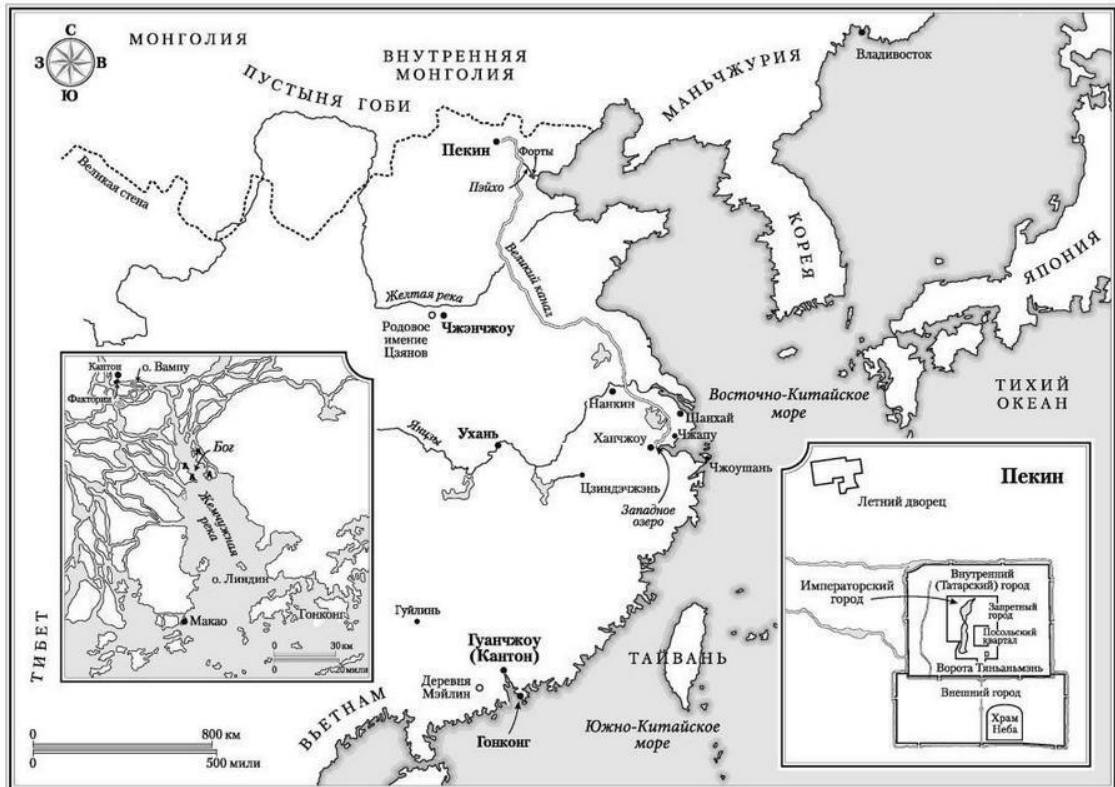 С
З
В
Ю
МОНГОЛИЯ
ВНУТРЕННЯЯ
МОНГОЛИЯ
ПУСТЫНЯ ГОБИ
МАНЬЧЖУРИЯ
Владивосток
Великая стена
Пекин
Форты
Пэйхо
Великий канал
КОРЕЯ
ЯПОНИЯ
Желтая река
Родовое
имение
Цзянов
Чжэнчжоу
ТИХИЙ
ОКЕАН
Восточно-Китайское
море
Нанкин
Шанхай
Чжапу
Ханчжоу
Чжоушань
Ухань
Янцзы
Цзиндэчжэнь
Западное
озеро
Гуйлинь
Гуанчжоу
(Кантон)
Деревня
Мэйлин
Гонконг
ТАЙВАНЬ
Южно-Китайское
море
ВЬЕТНАМ
ТИБЕТ
0 800 км
0 500 мили
Кантон
о. Вампу
Фактории
Бог
Жемчужная
река
о. Линдин
Макао
Гонконг
0 30 км
0 20 мили
Пекин
Летний дворец
Императорский
город
Внутренний
(Татарский) город
Запретный
город
Посольский
квартал
Ворота Тяньаньмэнь
Внешний город
Храм
Неба